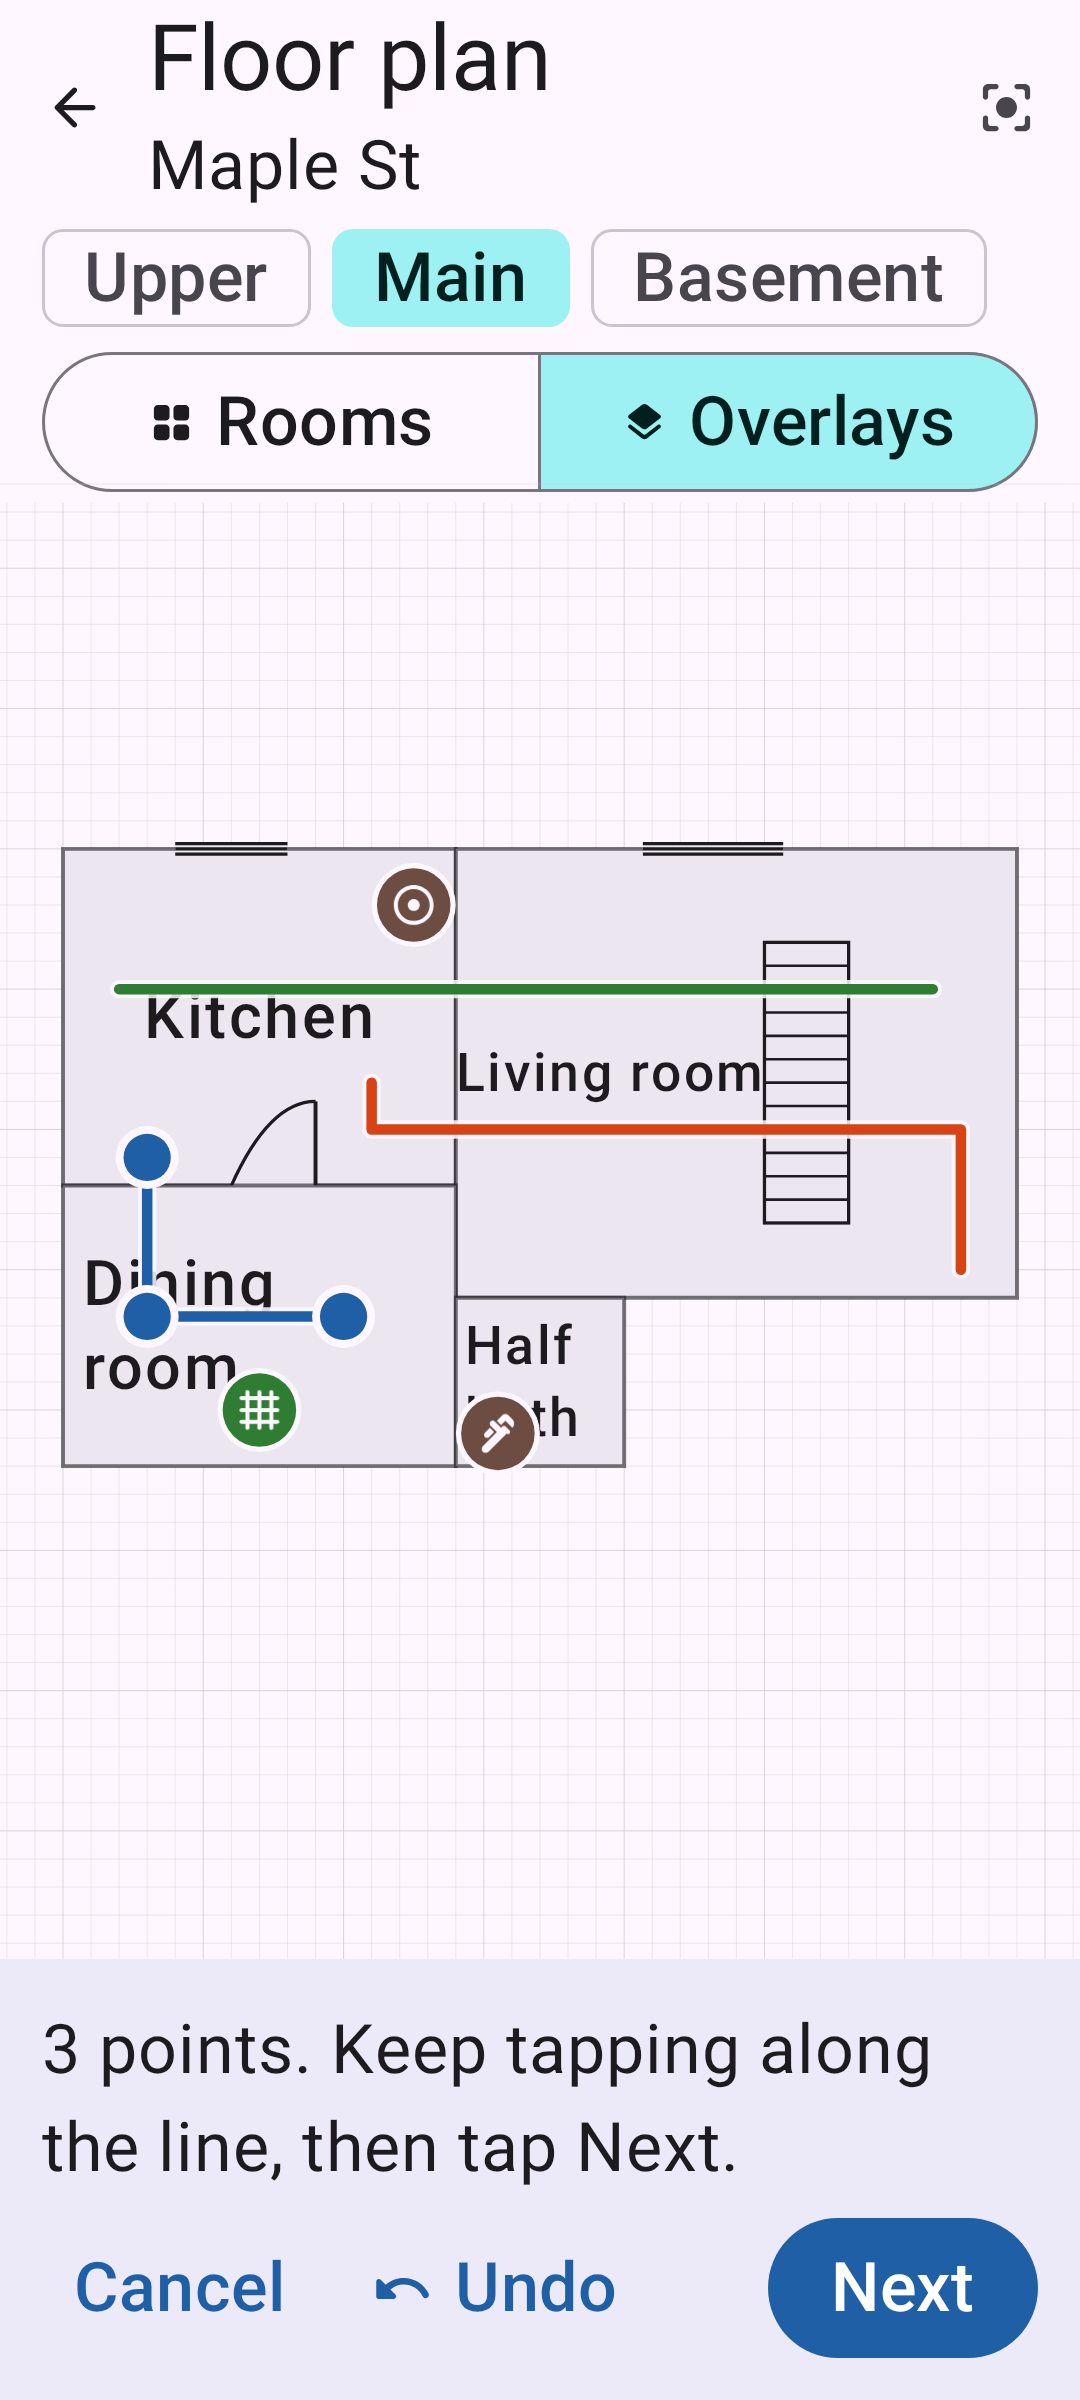 Floor plan
Maple St
Upper
Main
Basement
Rooms
Overlays
Kitchen
Living room
Dining
room
Half
3 points. Keep tapping along
the line, then tap Next.
Cancel
Undo
Next